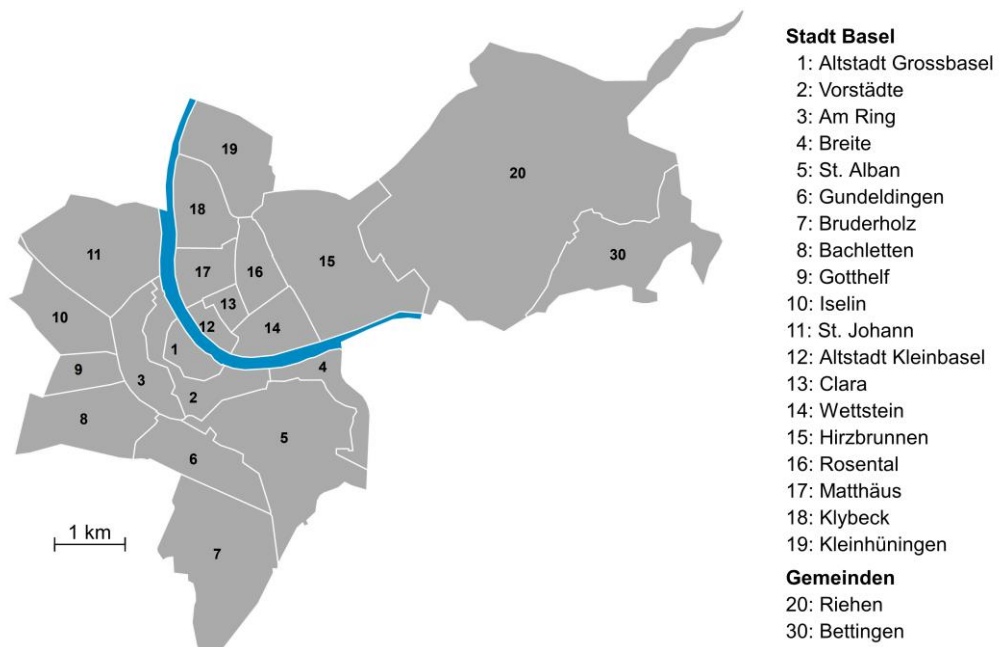 Stadt Basel
1: Altstadt Grossbasel
2: Vorstädte
3: Am Ring
4: Breite
5: St. Alban
6: Gundeldingen
7: Bruderholz
8: Bachletten
9: Gotthelf
10: Iselin
11: St. Johann
12: Altstadt Kleinbasel
13: Clara
14: Wettstein
15: Hirzbrunnen
16: Rosental
17: Matthäus
18: Klybeck
19: Kleinhüningen
Gemeinden
20: Riehen
30: Bettingen
19
20
18
11
17
16
15
30
13
10
12
14
1
9
3
4
2
8
5
6
1 km
7